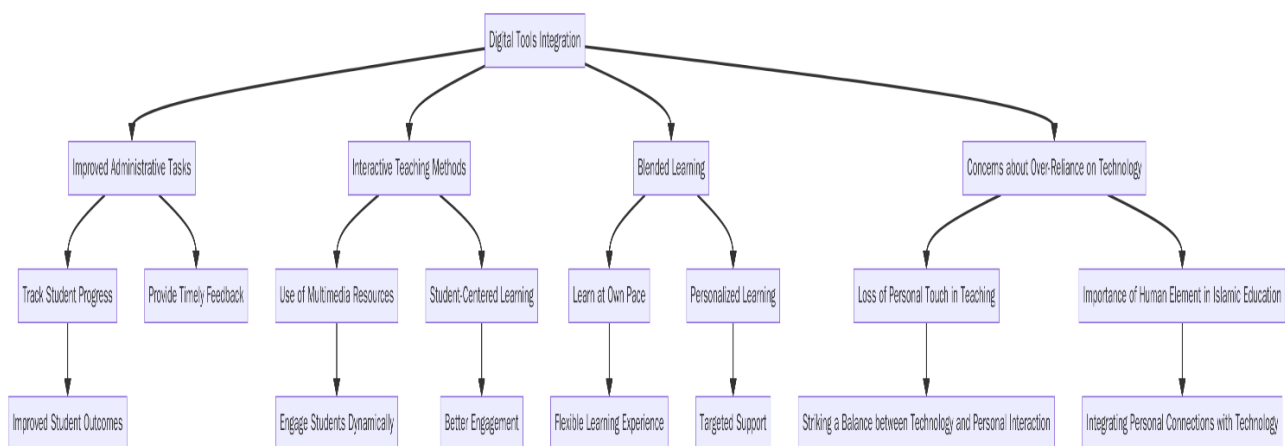 Digital Tools Integration
Improved Administrative Tasks
Interactive Teaching Methods
Blended Learning
Concerns about Over-Reliance on Technology
Track Student Progress
Provide Timely Feedback
Use of Multimedia Resources
Student-Centered Learning
Learn at Own Pace
Personalized Learning
Loss of Personal Touch in Teaching
Importance of Human Element in Islamic Education
Improved Student Outcomes
Engage Students Dynamically
Better Engagement
Flexible Learning Experience
Targeted Support
Striking a Balance between Technology and Personal Interaction
Integrating Personal Connections with Technology